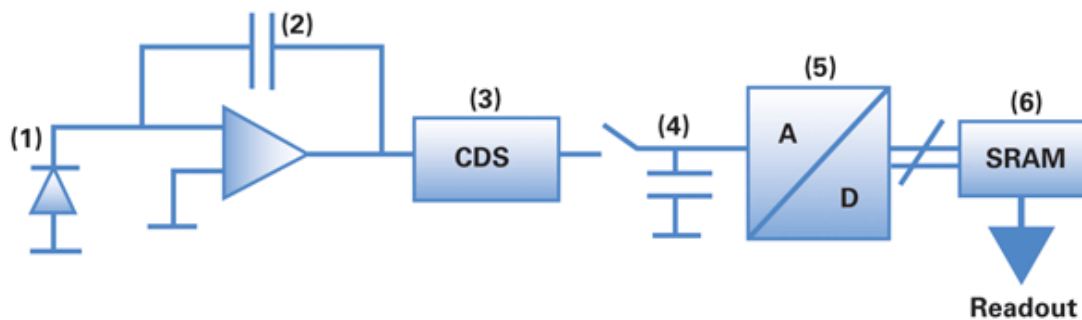 (1)
(2)
(3)
CDS
(4)
(5)
A
D
(6)
SRAM
Readout